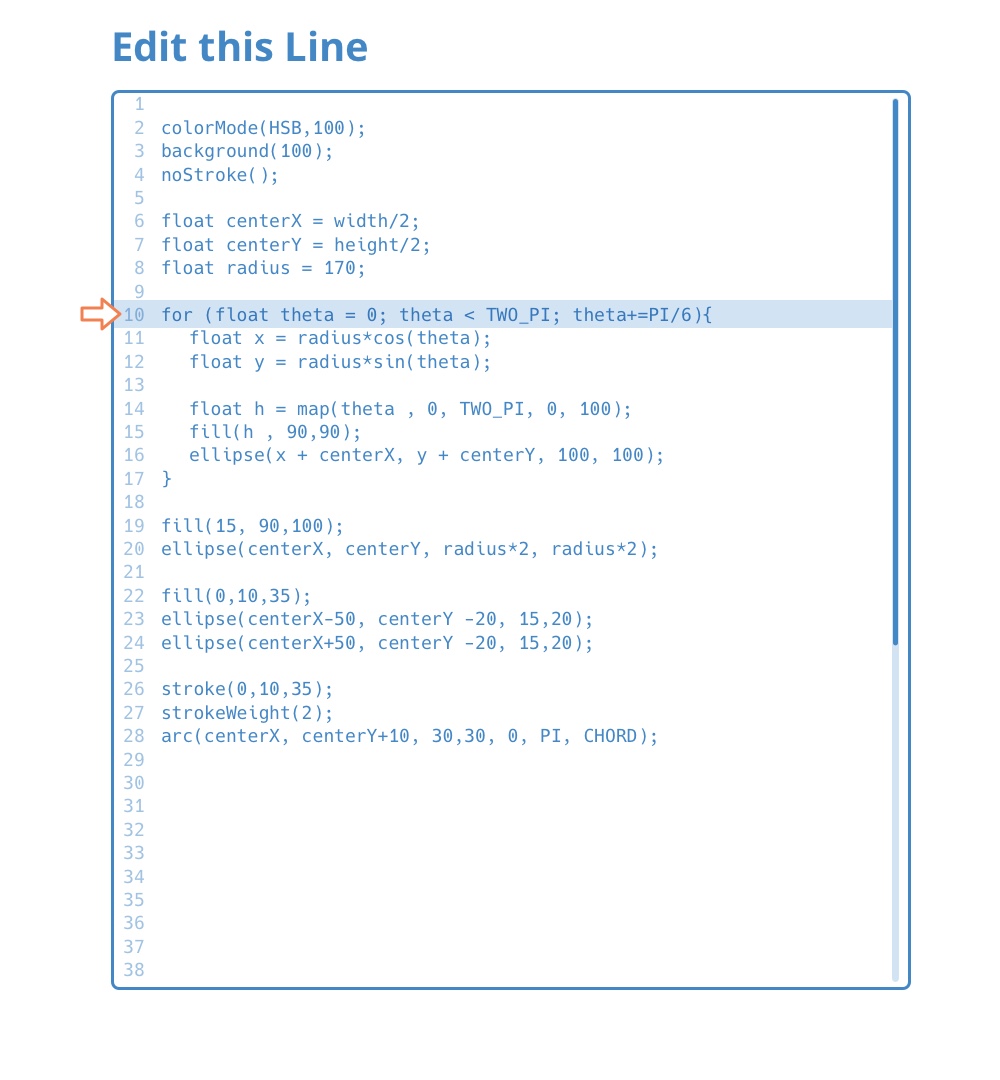 Edit this Line
1
2 colorMode(HSB,100);
3 background(100);
4 noStroke();
5
6 float centerX = width/2;
7 float centerY = height/2;
8 float radius = 170;
9
10 for (float theta = 0; theta < TWO_PI; theta+=PI/6){
11 float x = radius*cos(theta);
12 float y = radius*sin(theta);
13
14 float h = map(theta , 0, TWO_PI, 0, 100);
15 fill(h , 90,90);
16 ellipse(x + centerX, y + centerY, 100, 100);
17 }
18
19 fill(15, 90,100);
20 ellipse(centerX, centerY, radius*2, radius*2);
21
22 fill(0,10,35);
23 ellipse(centerX-50, centerY -20, 15,20);
24 ellipse(centerX+50, centerY -20, 15,20);
25
26 stroke(0,10,35);
27 strokeWeight(2);
28 arc(centerX, centerY+10, 30,30, 0, PI, CHORD);
29
30
31
32
33
34
35
36
37
38